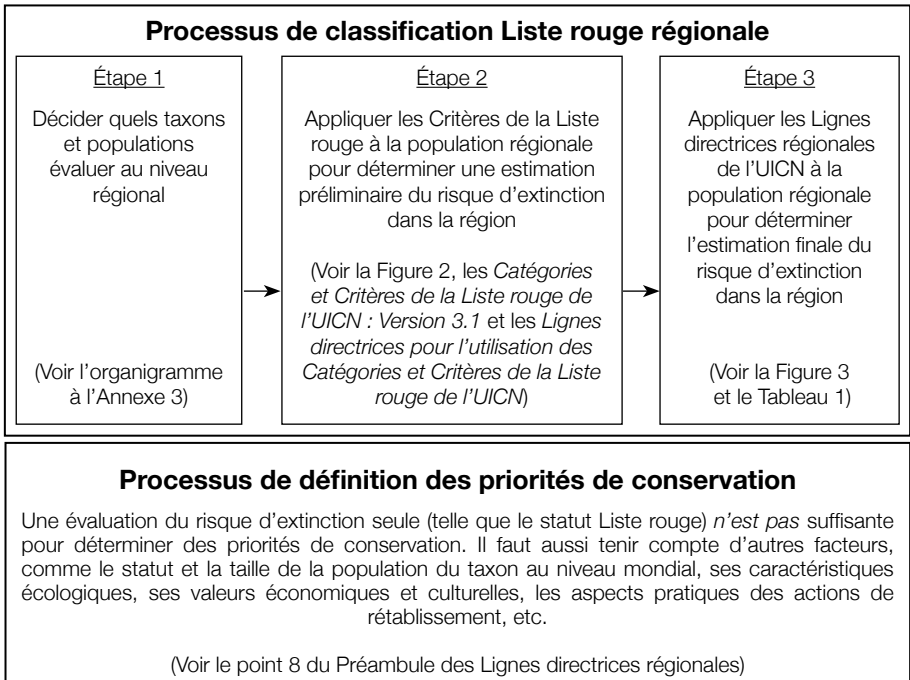 Processus de classification Liste rouge régionale
Étape 1
Décider quels taxons
et populations
évaluer au niveau
régional
(Voir l'organigramme
à l'Annexe 3)
Étape 2
Appliquer les Critères de la Liste
rouge à la population régionale
pour déterminer une estimation
préliminaire du risque d'extinction
dans la région
(Voir la Figure 2, les Catégories
et Critères de la Liste rouge de
l'UICN : Version 3.1 et les Lignes
directrices pour l'utilisation des
Catégories et Critères de la Liste
rouge de l'UICN)
Étape 3
Appliquer les Lignes
directrices régionales
de l'UICN à la
population régionale
pour déterminer
l'estimation finale du
risque d'extinction
dans la région
(Voir la Figure 3
et le Tableau 1)
Processus de définition des priorités de conservation
Une évaluation du risque d'extinction seule (telle que le statut Liste rouge) n'est pas suffisante
pour déterminer des priorités de conservation. Il faut aussi tenir compte d'autres facteurs,
comme le statut et la taille de la population du taxon au niveau mondial, ses caractéristiques
écologiques, ses valeurs économiques et culturelles, les aspects pratiques des actions de
rétablissement, etc.
(Voir le point 8 du Préambule des Lignes directrices régionales)